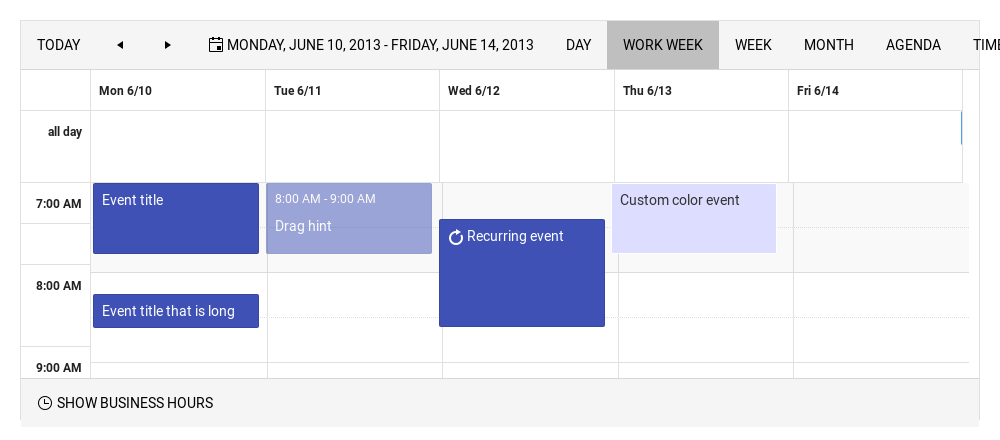 TODAY MONDAY, JUNE 10, 2013 - FRIDAY, JUNE 14, 2013 DAY WORK WEEK WEEK MONTH AGENDA TIME
Mon 6/10 Tue 6/11 Wed 6/12 Thu 6/13 Fri 6/14
all day
7:00 AM Event title 8:00 AM - 9:00 AM Custom color event
Drag hint
Recurring event
8:00 AM
Event title that is long
9:00 AM
SHOW BUSINESS HOURS